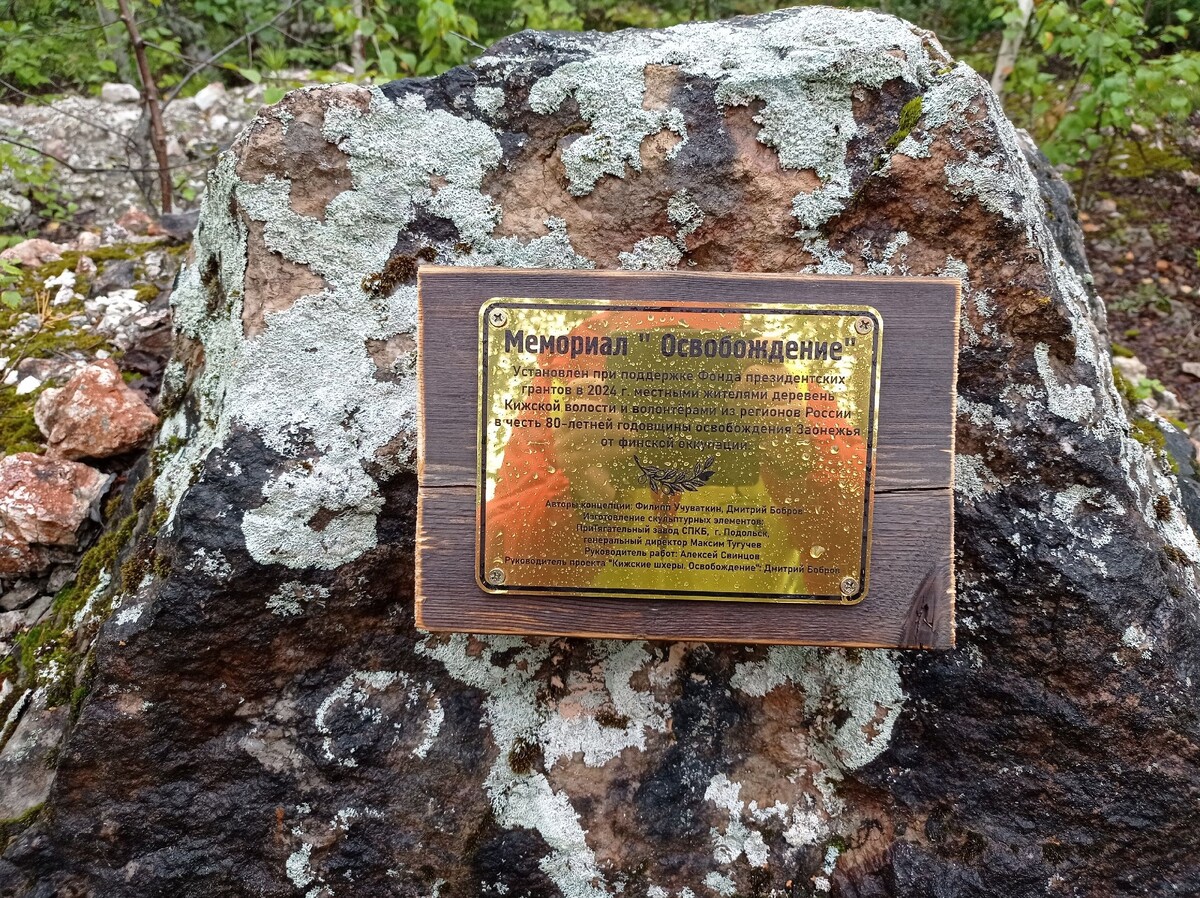 Мемориал " Освобождение"
Установлен при поддержке Фонда президентских
грантов в 2024 г. местными жителями деревень
Кижской волости и волонтёрами из регионов России
в честь 80-летней годовщины освобождения Заонежья
от финской оккупации.
Авторы концепции: Филипп Учуваткин, Дмитрий Бобров
Изготовление скульптурных элементов:
Притягательный завод СПКБ, г. Подольск,
генеральный директор Максим Тугучев
Руководитель работ: Алексей Свинцов
Руководитель проекта "Кижские шхеры. Освобождение": Дмитрий Бобров